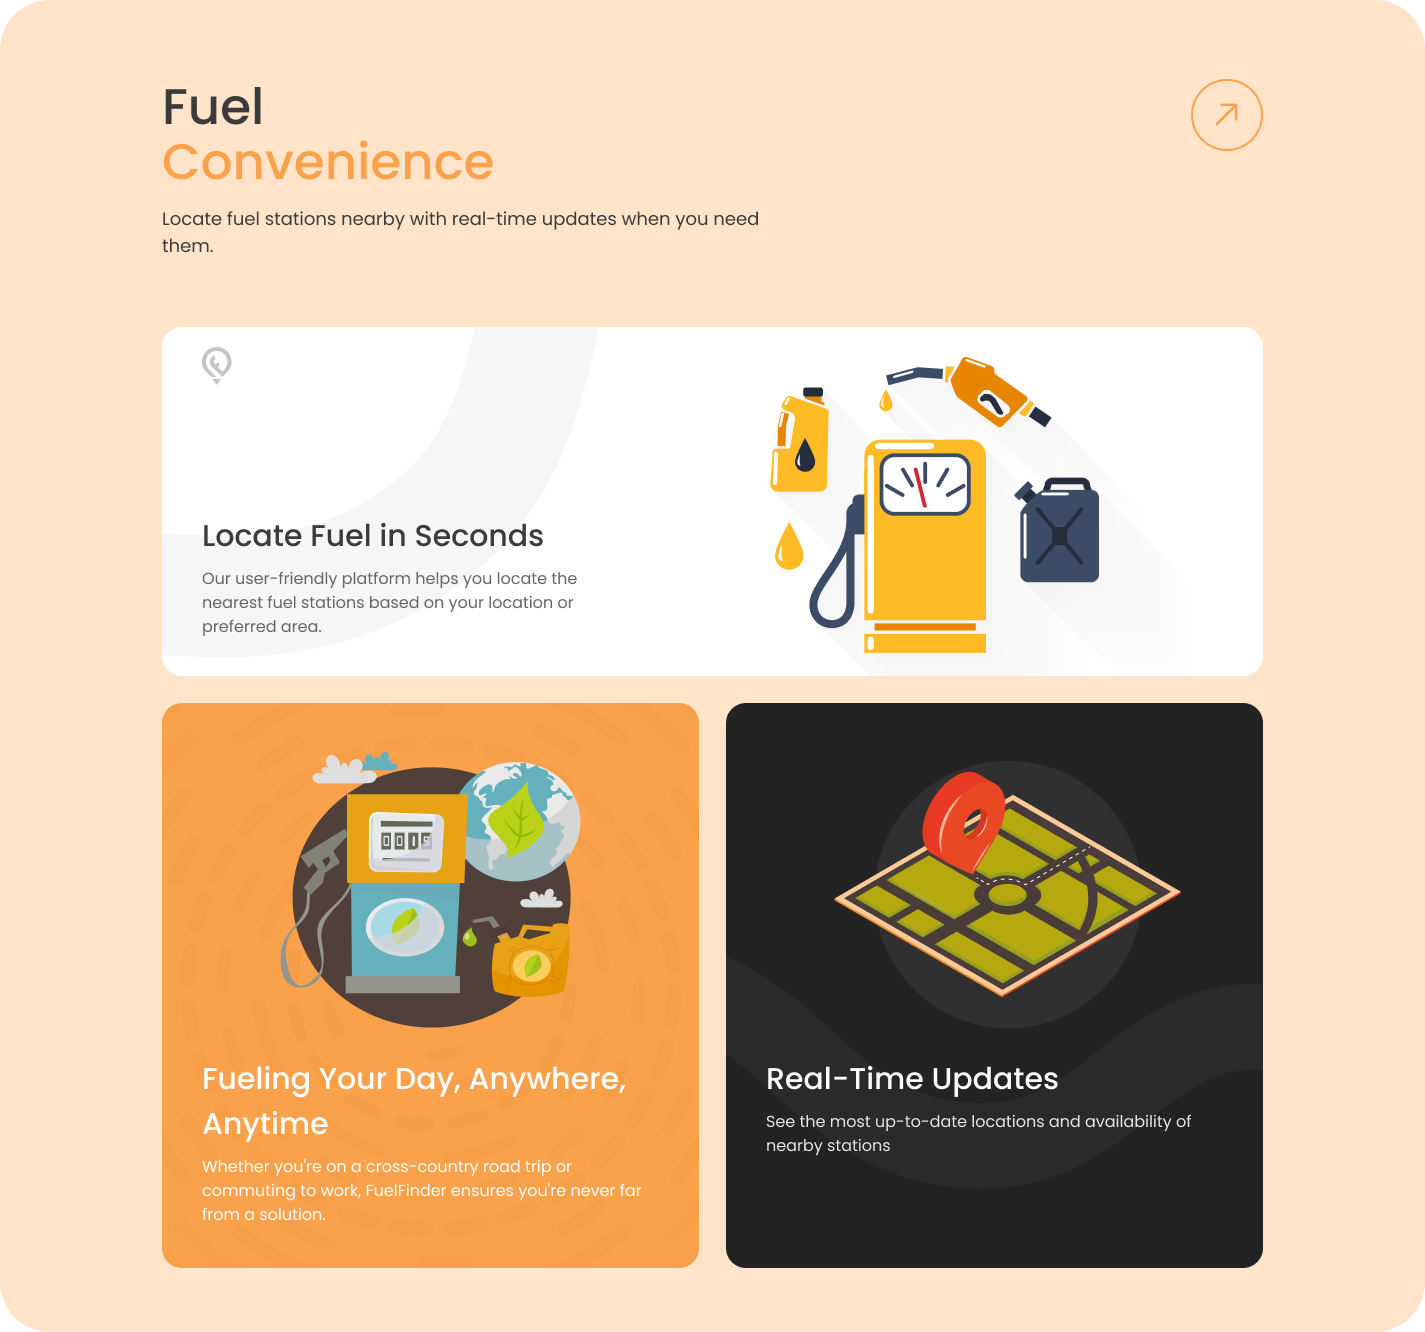 Fuel
Convenience
Locate fuel stations nearby with real-time updates when you need
them.
Locate Fuel in Seconds
Our user-friendly platform helps you locate the
nearest fuel stations based on your location or
preferred area.
0019
Fueling Your Day, Anywhere,
Anytime
Whether you're on a cross-country road trip or
commuting to work, FuelFinder ensures you're never far
from a solution.
Real-Time Updates
See the most up-to-date locations and availability of
nearby stations